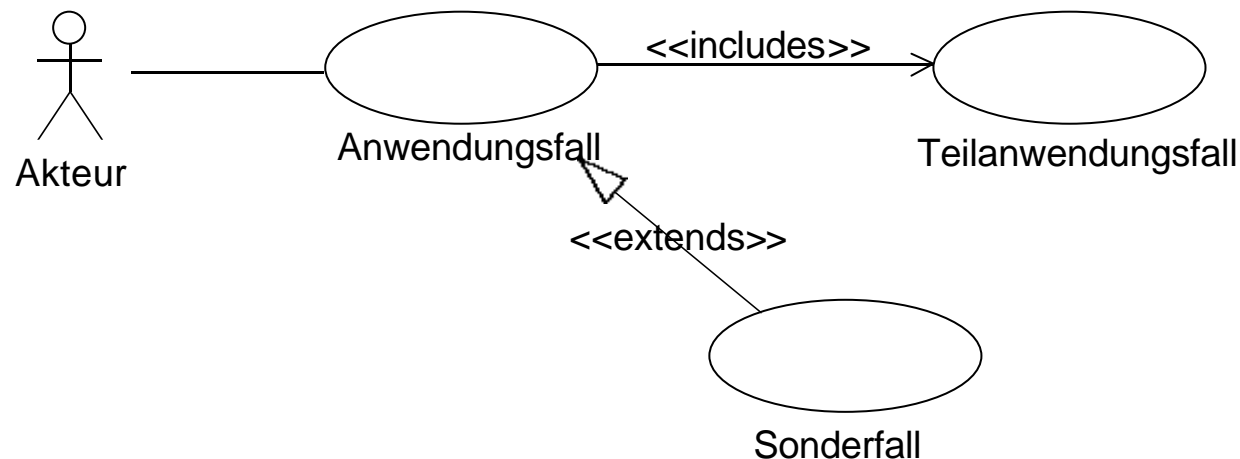 <<includes>>
Anwendungsfall
Teilanwendungsfall
Akteur
<<extends>>
Sonderfall